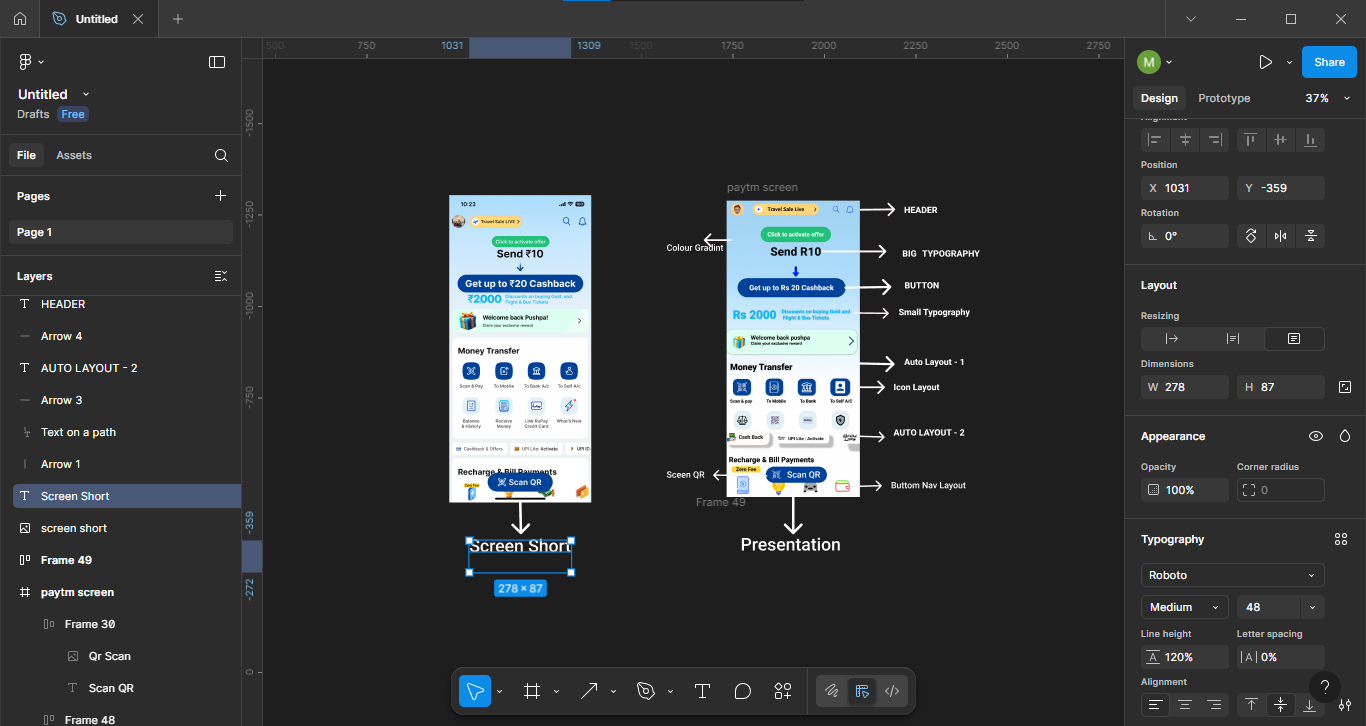 Untitled
500
750
1031
1309
1500
1750
2000
2250
2500
2750
Untitled
Drafts
Free
File
Assets
Pages
Page 1
Layers
HEADER
Arrow 4
AUTO LAYOUT - 2
Arrow 3
Text on a path
Arrow 1
Screen Short
screen short
Frame 49
paytm screen
Frame 30
Qr Scan
Scan QR
Frame 48
-1500
-1250
-1000
-750
-359
-272
0
10:23
Travel Sale LIVE
Click to activate offer
Send ₹10
Get up to ₹20 Cashback
₹2000 Discounts on buying Gold, and
Flight & Bus Tickets
Welcome back Pushpa!
Claim your exclusive reward
Money Transfer
Scan & Pay
To Mobile
To Bank A/c
To Self A/c
Balance
& History
Receive
Money
Link RuPay
Credit Card
What's New
Cashback & Offers
UPI Lite: Activate
UPI ID
Recharge & Bill Payments
Scan QR
Screen Short
278 × 87
paytm screen
Travel Sale Live
Click to activate offer
Send R10
Get up to Rs 20 Cashback
Rs 2000
Discounts on buying Gold and
Flight & Bus Tickets
Welcome back pushpa
Claim your exclusive reward
Money Transfer
Scan & pay
To Mobile
To Bank
To Self A/C
Cash Back
UPI Lite : Activate
Recharge & Bill Payments
Zero Fee
Scan QR
Frame 49
Presentation
Colour Gradint
Sceen QR
HEADER
BIG TYPOGRAPHY
BUTTON
Small Typography
Auto Layout - 1
Icon Layout
AUTO LAYOUT - 2
Buttom Nav Layout
M
Share
Design
Prototype
37%
Alignment
Position
X 1031
Y -359
Rotation
0°
Layout
Resizing
Dimensions
W 278
H 87
Appearance
Opacity
Corner radius
100%
0
Typography
Roboto
Medium
48
Line height
Letter spacing
A 120%
|A| 0%
Alignment
?